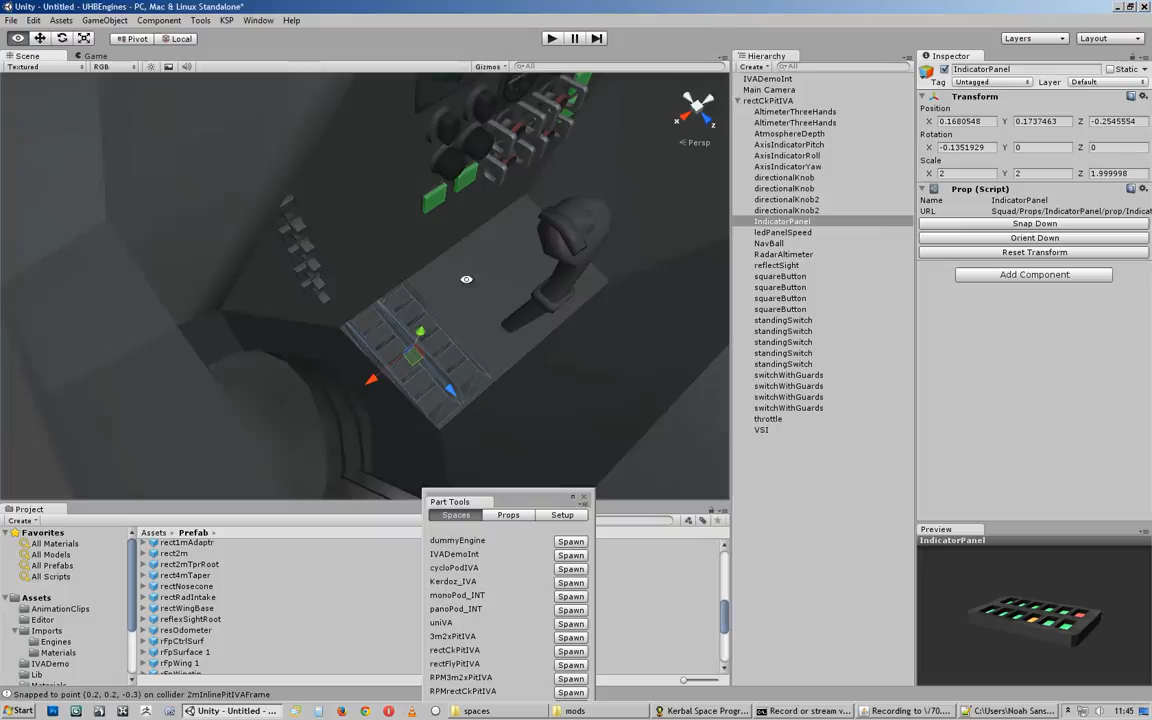 Unity - Untitled - UHBEngines - PC, Mac & Linux Standalone*
File Edit Assets GameObject Component Tools KSP Window Help
Pivot Local Layers Layout
Scene Game
Textured RGB Gizmos All
Persp
Hierarchy
Create All
IVADemoInt
Main Camera
rectCkPitIVA
AltimeterThreeHands
AltimeterThreeHands
AtmosphereDepth
AxisIndicatorPitch
AxisIndicatorRoll
AxisIndicatorYaw
directionalKnob
directionalKnob
directionalKnob2
directionalKnob2
IndicatorPanel
ledPanelSpeed
NavBall
RadarAltimeter
reflectSight
squareButton
squareButton
squareButton
squareButton
standingSwitch
standingSwitch
standingSwitch
standingSwitch
standingSwitch
switchWithGuards
switchWithGuards
switchWithGuards
switchWithGuards
throttle
VSI
Inspector
IndicatorPanel Static
Tag Untagged Layer Default
Transform
Position
X 0.1680548 Y 0.1737463 Z -0.2545554
Rotation
X -0.1351929 Y 0 Z 0
Scale
X 2 Y 2 Z 1.999998
Prop (Script)
Name IndicatorPanel
URL Squad/Props/IndicatorPanel/prop/Indicat
Snap Down
Orient Down
Reset Transform
Add Component
Preview
IndicatorPanel
Project
Create
Favorites
All Materials
All Models
All Prefabs
All Scripts
Assets
AnimationClips
Editor
Imports
Engines
Materials
IVADemo
Lib
Assets Prefab
rect1mAdaptr
rect2m
rect2mTprRoot
rect4mTaper
rectNosecone
rectRadIntake
rectWingBase
reflexSightRoot
resOdometer
rFpCtrlSurf
rFpSurface 1
rFpWing 1
Part Tools
Spaces Props Setup
dummyEngine Spawn
IVADemoInt Spawn
cycloPodIVA Spawn
Kerdoz_IVA Spawn
monoPod_INT Spawn
panoPod_INT Spawn
uniVA Spawn
3m2xPitIVA Spawn
rectCkPitIVA Spawn
rectFlyPitIVA Spawn
RPM3m2xPitIVA Spawn
RPMrectCkPitIVA Spawn
Snapped to point (0.2, 0.2, -0.3) on collider 2mInlinePitIVAFrame
Start Unity - Untitled - ... spaces mods Kerbal Space Progr... Record or stream v... Recording to \/70... C:\Users\Noah Sans... 11:45